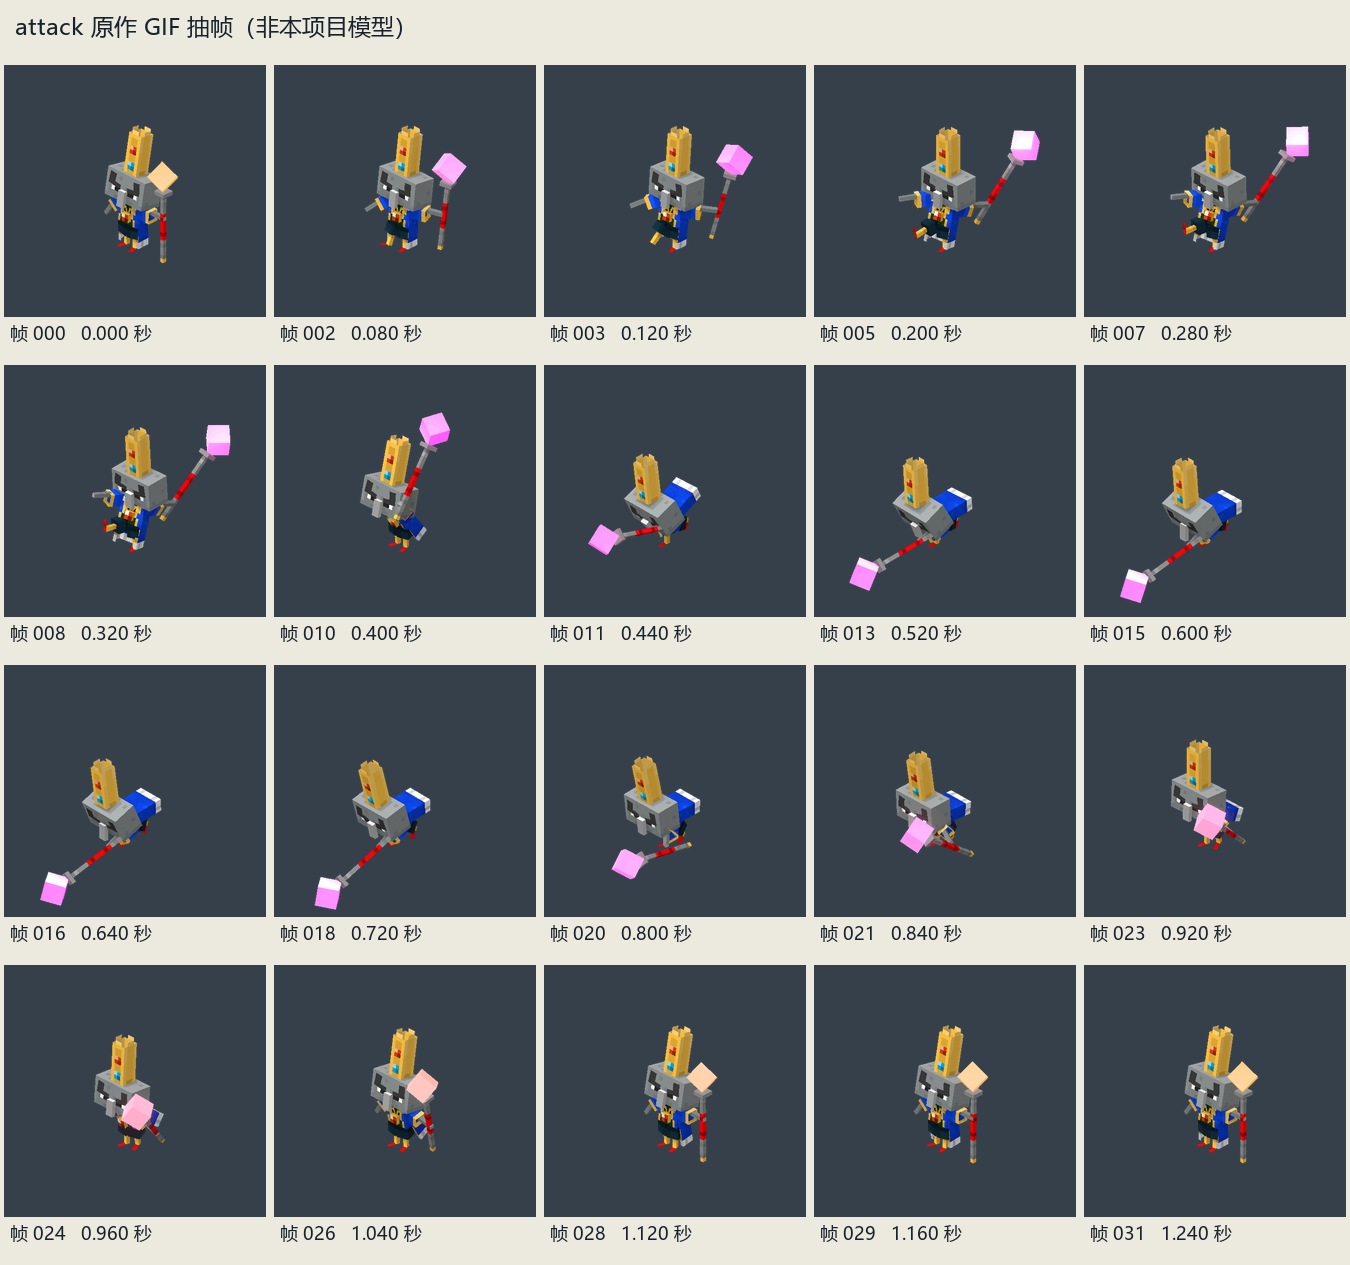 attack 原作 GIF 抽帧（非本项目模型）
帧 000 0.000 秒
帧 002 0.080 秒
帧 003 0.120 秒
帧 005 0.200 秒
帧 007 0.280 秒
帧 008 0.320 秒
帧 010 0.400 秒
帧 011 0.440 秒
帧 013 0.520 秒
帧 015 0.600 秒
帧 016 0.640 秒
帧 018 0.720 秒
帧 020 0.800 秒
帧 021 0.840 秒
帧 023 0.920 秒
帧 024 0.960 秒
帧 026 1.040 秒
帧 028 1.120 秒
帧 029 1.160 秒
帧 031 1.240 秒